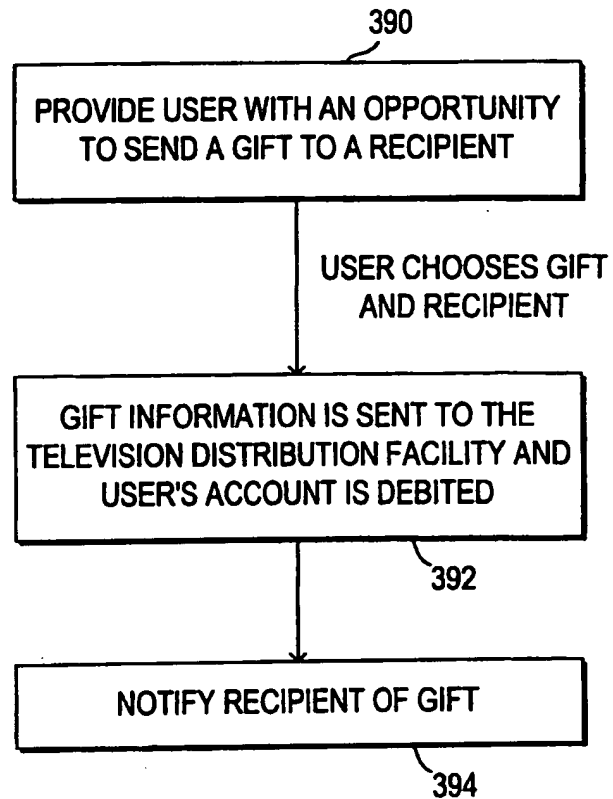 390
PROVIDE USER WITH AN OPPORTUNITY
TO SEND A GIFT TO A RECIPIENT
USER CHOOSES GIFT
AND RECIPIENT
GIFT INFORMATION IS SENT TO THE
TELEVISION DISTRIBUTION FACILITY AND
USER'S ACCOUNT IS DEBITED
392
NOTIFY RECIPIENT OF GIFT
394